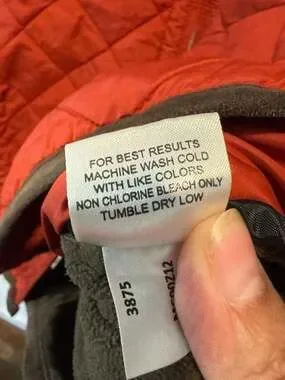 FOR BEST RESULTS
MACHINE WASH COLD
WITH LIKE COLORS
NON CHLORINE BLEACH ONLY
TUMBLE DRY LOW
3875